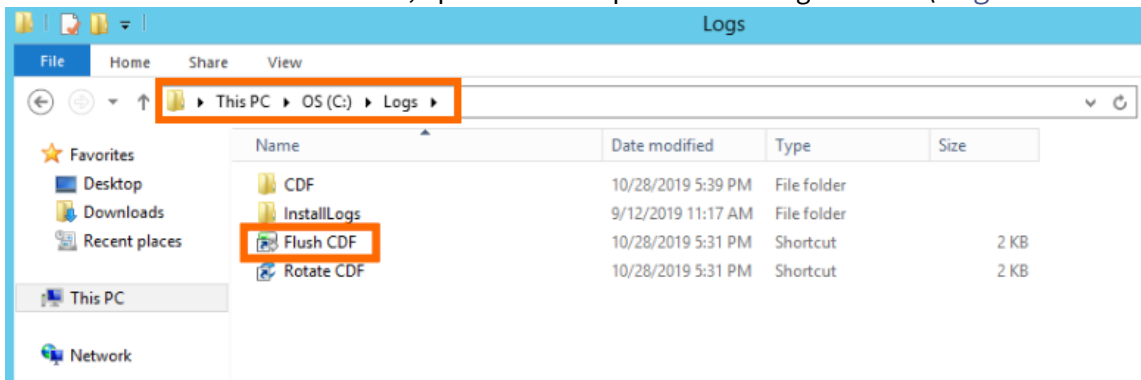 Logs
File Home Share View
This PC OS (C:) Logs
Name Date modified Type Size
Favorites
Desktop
Downloads
Recent places
This PC
Network
CDF 10/28/2019 5:39 PM File folder
InstallLogs 9/12/2019 11:17 AM File folder
Flush CDF 10/28/2019 5:31 PM Shortcut 2 KB
Rotate CDF 10/28/2019 5:31 PM Shortcut 2 KB